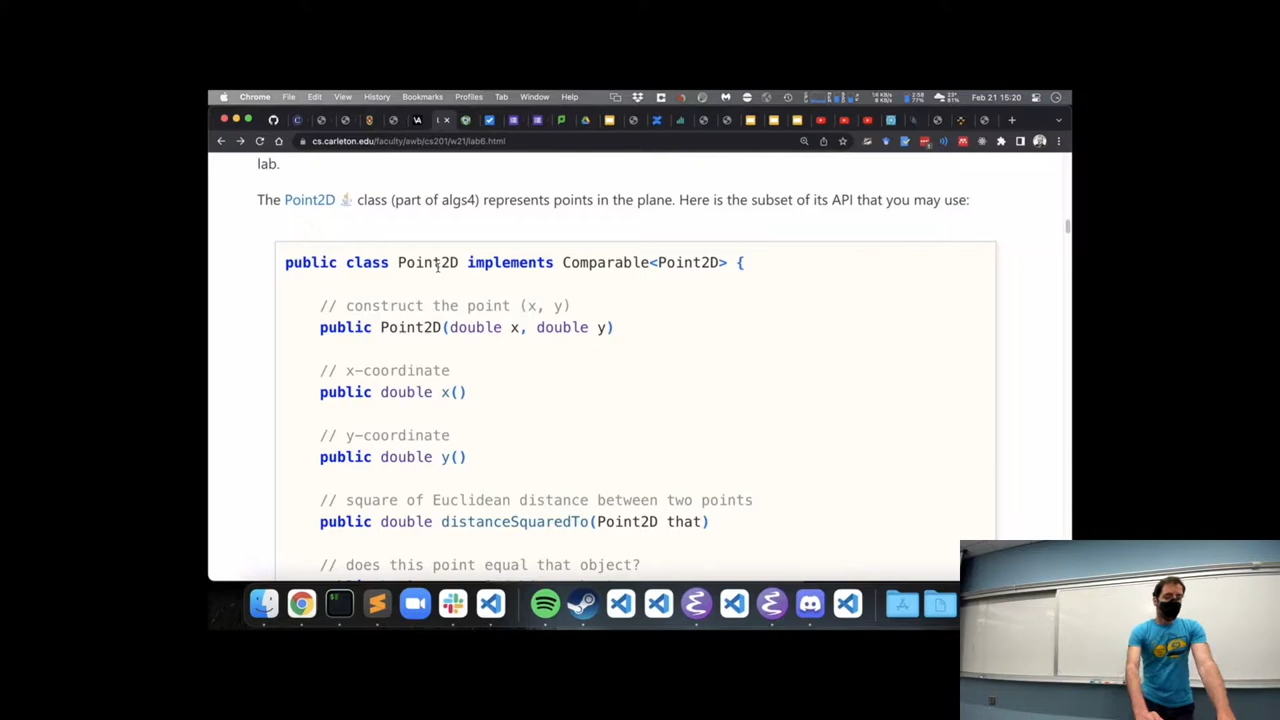 Chrome File Edit View History Bookmarks Profiles Tab Window Help Feb 21 15:20
cs.carleton.edu/faculty/awb/cs201/w21/lab6.html
lab.
The Point2D class (part of algs4) represents points in the plane. Here is the subset of its API that you may use:
public class Point2D implements Comparable<Point2D> {
// construct the point (x, y)
public Point2D(double x, double y)
// x-coordinate
public double x()
// y-coordinate
public double y()
// square of Euclidean distance between two points
public double distanceSquaredTo(Point2D that)
// does this point equal that object?